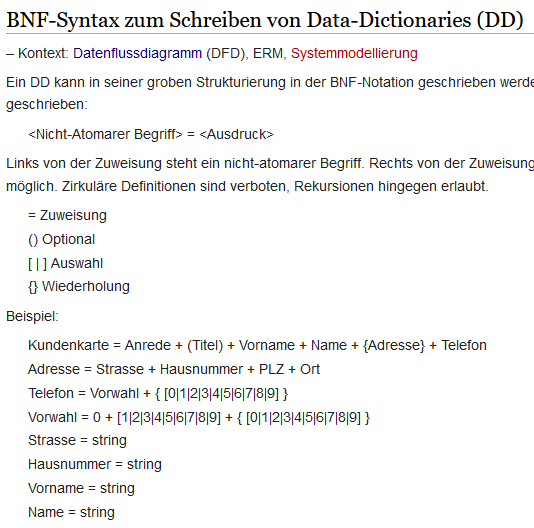 BNF-Syntax zum Schreiben von Data-Dictionaries (DD)
– Kontext: Datenflussdiagramm (DFD), ERM, Systemmodellierung
Ein DD kann in seiner groben Strukturierung in der BNF-Notation geschrieben werde
geschrieben:
<Nicht-Atomarer Begriff> = <Ausdruck>
Links von der Zuweisung steht ein nicht-atomarer Begriff. Rechts von der Zuweisung
möglich. Zirkuläre Definitionen sind verboten, Rekursionen hingegen erlaubt.
= Zuweisung
() Optional
[ | ] Auswahl
{} Wiederholung
Beispiel:
Kundenkarte = Anrede + (Titel) + Vorname + Name + {Adresse} + Telefon
Adresse = Strasse + Hausnummer + PLZ + Ort
Telefon = Vorwahl + { [0|1|2|3|4|5|6|7|8|9] }
Vorwahl = 0 + [1|2|3|4|5|6|7|8|9] + { [0|1|2|3|4|5|6|7|8|9] }
Strasse = string
Hausnummer = string
Vorname = string
Name = string